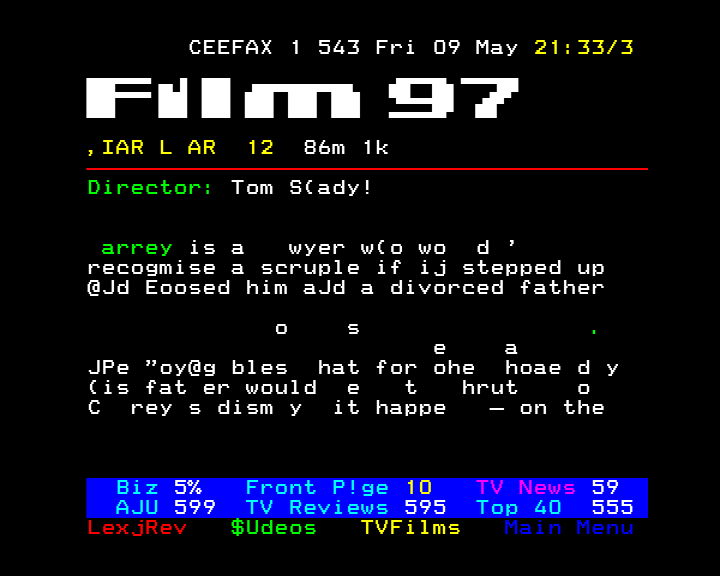 CEEFAX 1 543 Fri 09 May 21:33/3
Film 97
,IAR L AR 12 86m 1k
Director: Tom S(ady!
arrey is a wyer w(o wo d '
recogmise a scruple if ij stepped up
@Jd Eoosed him aJd a divorced father
o s .
e a
JPe "oy@g bles hat for ohe hoae d y
(is fat er would e t hrut o
C rey s dism y it happe — on the
Biz 5% Front P!ge 10 TV News 59
AJU 599 TV Reviews 595 Top 40 555
LexjRev $Udeos TVFilms Main Menu